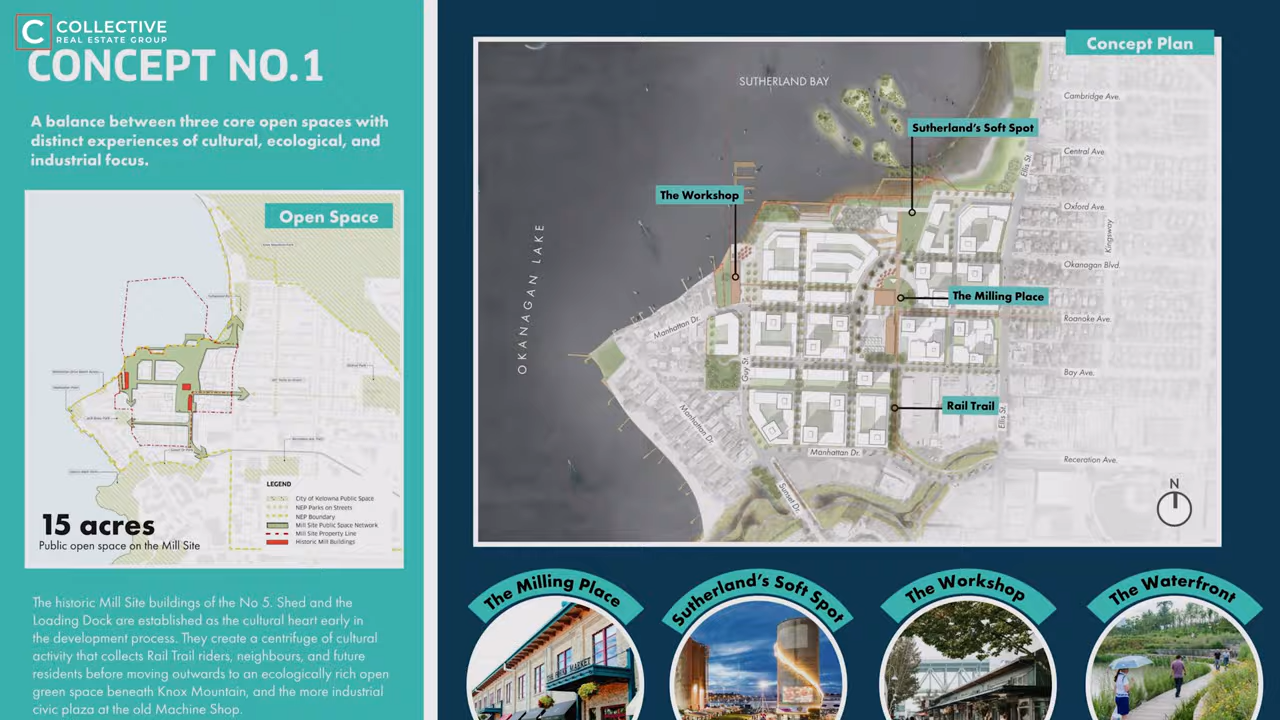 COLLECTIVE
REAL ESTATE GROUP
CONCEPT NO.1
A balance between three core open spaces with
distinct experiences of cultural, ecological, and
industrial focus.
Open Space
LEGEND
City of Kelowna Public Space
NEP Parks on Streets
NEP Boundary
Mill Site Public Space Network
Mill Site Property Line
Historic Mill Buildings
15 acres
Public open space on the Mill Site
The historic Mill Site buildings of the No 5. Shed and the
Loading Dock are established as the cultural heart early in
the development process. They create a centrifuge of cultural
activity that collects Rail Trail riders, neighbours, and future
residents before moving outwards to an ecologically rich open
green space beneath Knox Mountain, and the more industrial
civic plaza at the old Machine Shop.
Concept Plan
SUTHERLAND BAY
Cambridge Ave.
Sutherland's Soft Spot
Central Ave.
Ellis St.
The Workshop
Oxford Ave.
Kingsway
OKANAGAN LAKE
Okanagan Blvd.
The Milling Place
Manhattan Dr.
Roanoke Ave.
Guy St.
Bay Ave.
Rail Trail
Manhattan Dr.
Ellis St.
Manhattan Dr.
Receration Ave.
Sunset Dr.
N
The Milling Place
Sutherland's Soft Spot
The Workshop
The Waterfront
MARKET